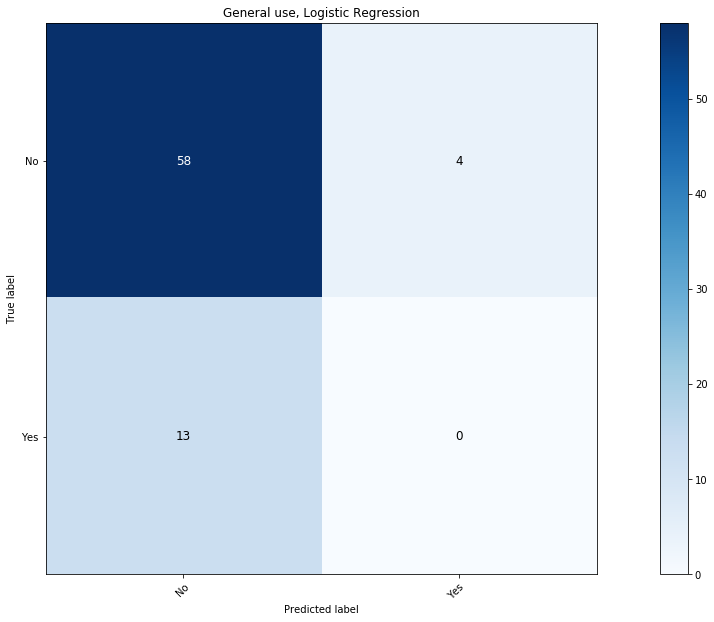 General use, Logistic Regression
True label
No
58
4
Yes
13
0
No
Yes
Predicted label
50
40
30
20
10
0